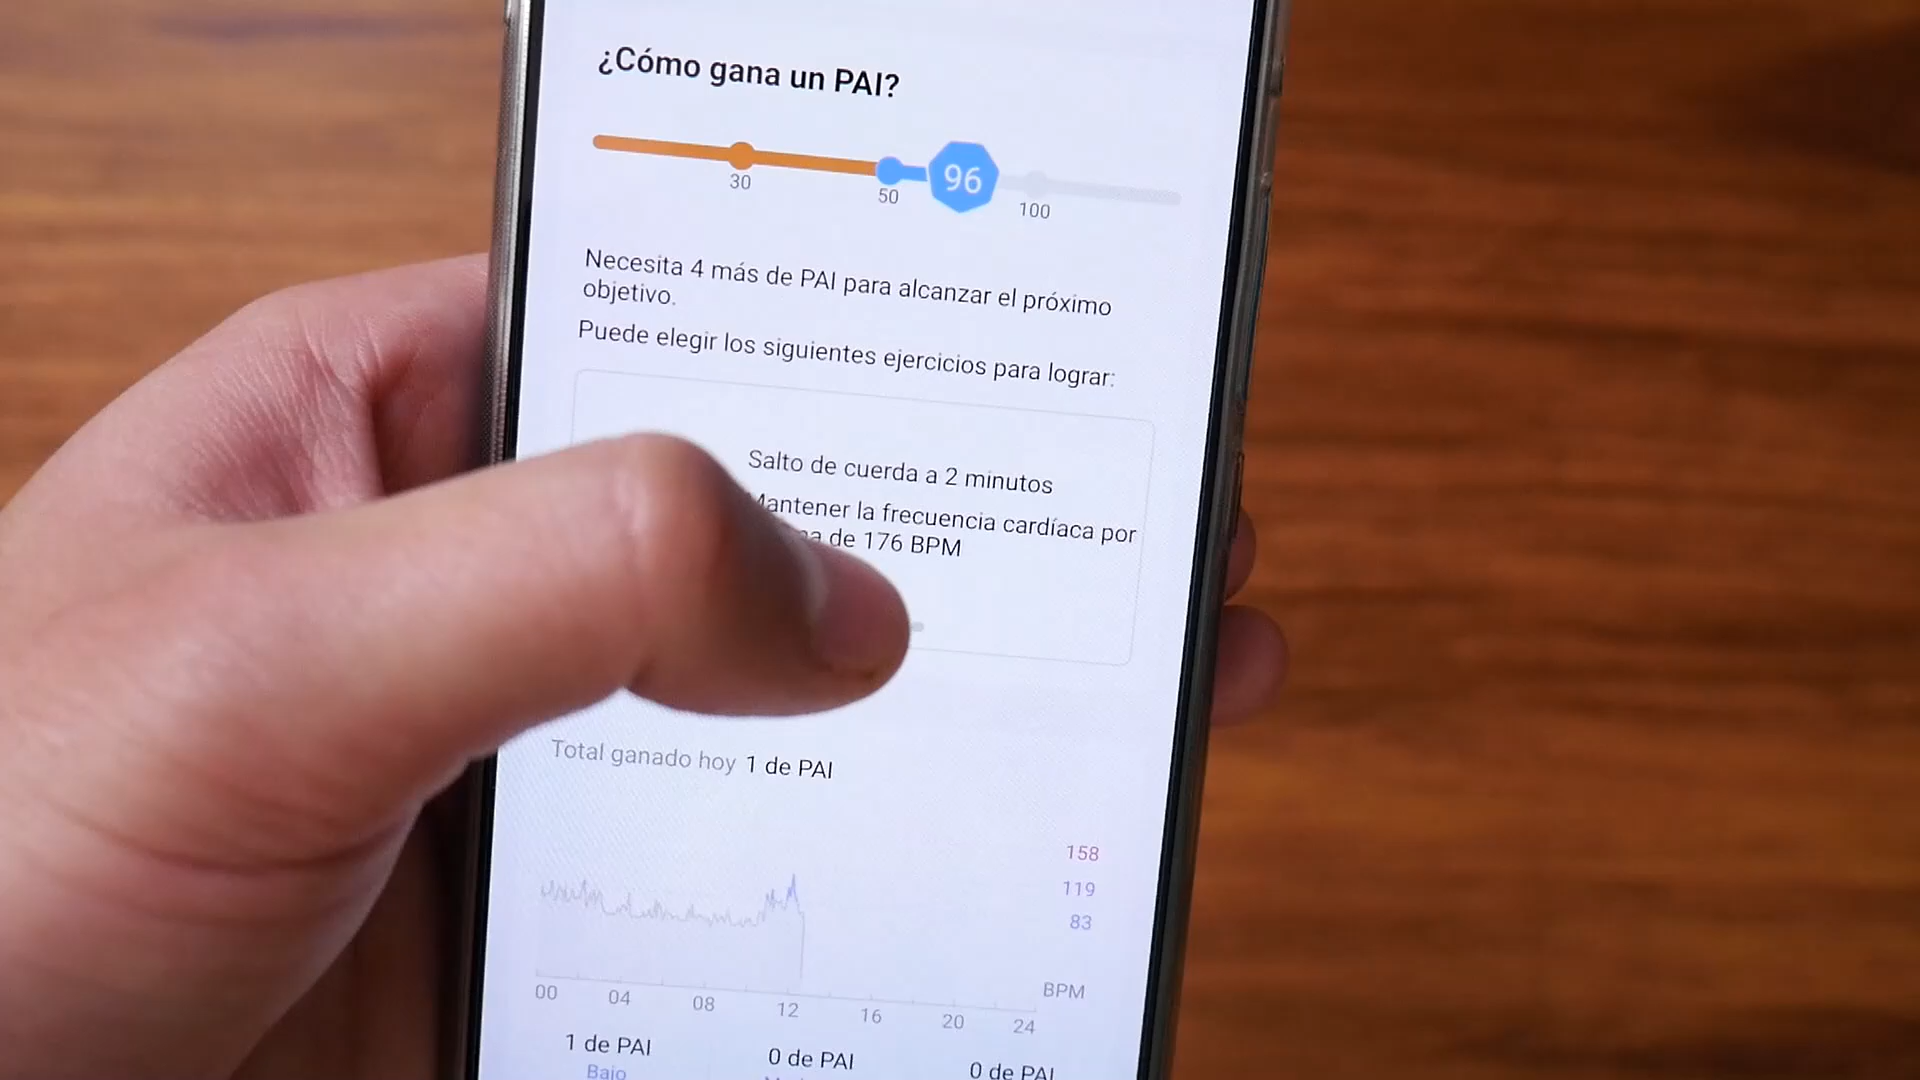 ¿Cómo gana un PAI?
96
30
50
100
Necesita 4 más de PAI para alcanzar el próximo
objetivo.
Puede elegir los siguientes ejercicios para lograr:
Salto de cuerda a 2 minutos
Mantener la frecuencia cardíaca por
de 176 BPM
Total ganado hoy 1 de PAI
158
119
83
BPM
00 04 08 12 16 20 24
1 de PAI 0 de PAI 0 de PAI
Bajo